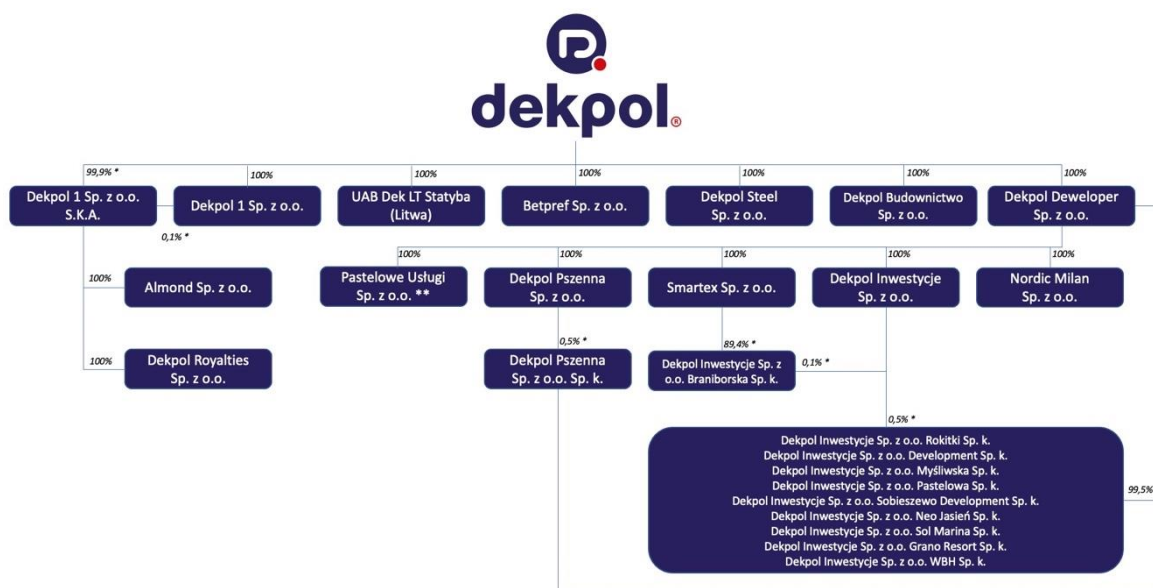 dekpol®
99,9% *
100%
100%
100%
100%
100%
100%
Dekpol 1 Sp. z o.o.
S.K.A.
Dekpol 1 Sp. z o.o.
UAB Dek LT Statyba
(Litwa)
Betpref Sp. z o.o.
Dekpol Steel
Sp. z o.o.
Dekpol Budownictwo
Sp. z o.o.
Dekpol Deweloper
Sp. z o.o.
0,1% *
100%
100%
100%
100%
100%
100%
Almond Sp. z o.o.
Pastelowe Usługi
Sp. z o.o. **
Dekpol Pszenna
Sp. z o.o.
Smartex Sp. z o.o.
Dekpol Inwestycje
Sp. z o.o.
Nordic Milan
Sp. z o.o.
100%
Dekpol Royalties
Sp. z o.o.
0,5% *
Dekpol Pszenna
Sp. z o.o. Sp. k.
89,4% *
Dekpol Inwestycje Sp. z
o.o. Braniborska Sp. k.
0,1% *
0,5% *
Dekpol Inwestycje Sp. z o.o. Rokitki Sp. k.
Dekpol Inwestycje Sp. z o.o. Development Sp. k.
Dekpol Inwestycje Sp. z o.o. Myśliwska Sp. k.
Dekpol Inwestycje Sp. z o.o. Pastelowa Sp. k.
Dekpol Inwestycje Sp. z o.o. Sobieszewo Development Sp. k.
Dekpol Inwestycje Sp. z o.o. Neo Jasień Sp. k.
Dekpol Inwestycje Sp. z o.o. Sol Marina Sp. k.
Dekpol Inwestycje Sp. z o.o. Grano Resort Sp. k.
Dekpol Inwestycje Sp. z o.o. WBH Sp. k.
99,5%